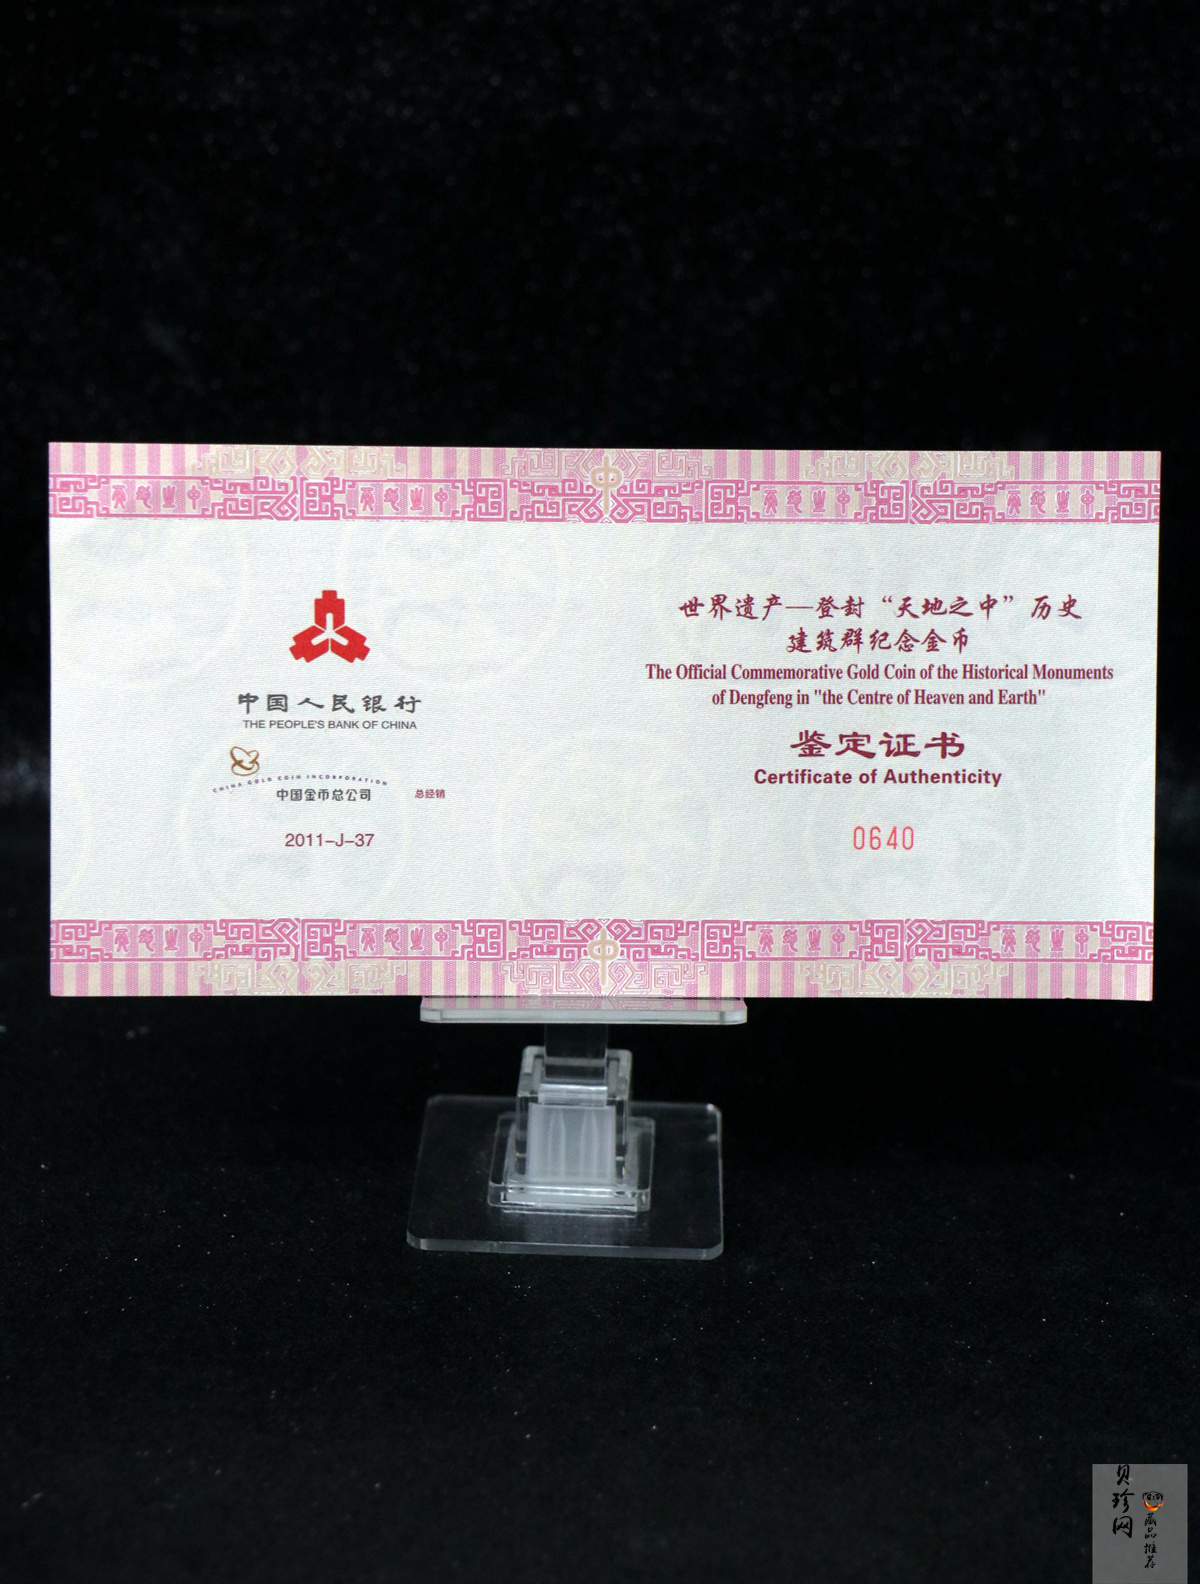 中国人民银行
THE PEOPLE'S BANK OF CHINA
CHINA GOLD COIN INCORPORATION
中国金币总公司 总经销
2011-J-37
世界遗产—登封“天地之中”历史
建筑群纪念金币
The Official Commemorative Gold Coin of the Historical Monuments
of Dengfeng in "the Centre of Heaven and Earth"
鉴定证书
Certificate of Authenticity
0640
贝珍网
藏品推荐